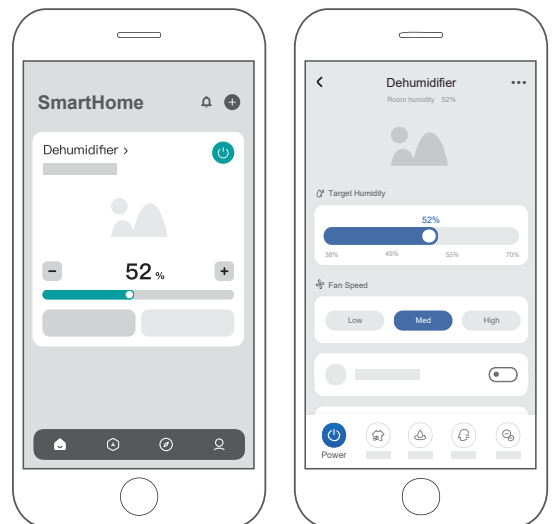 SmartHome
Dehumidifier >
52 %
Dehumidifier
Room humidity 52%
Target Humidity
52%
38% 45% 55% 70%
Fan Speed
Low Med High
Power